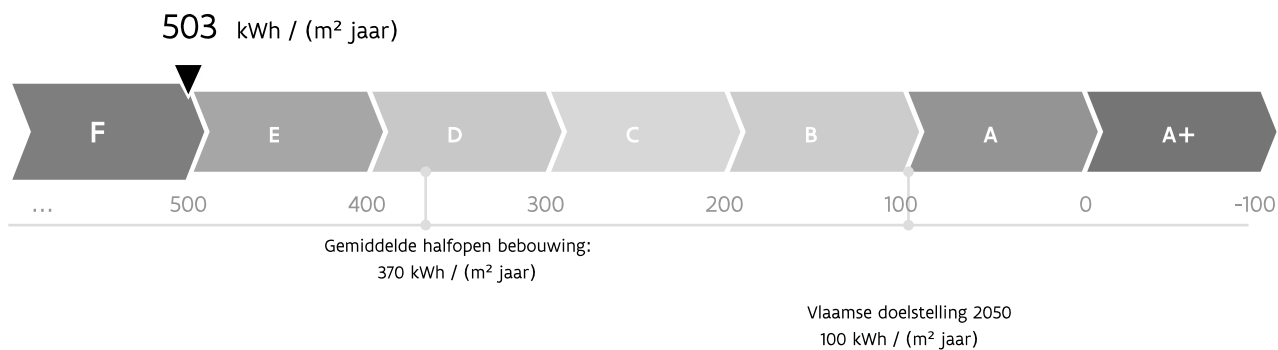 503 kWh / (m² jaar)
F E D C B A A+
... 500 400 300 200 100 0 -100
Gemiddelde halfopen bebouwing:
370 kWh / (m² jaar)
Vlaamse doelstelling 2050
100 kWh / (m² jaar)